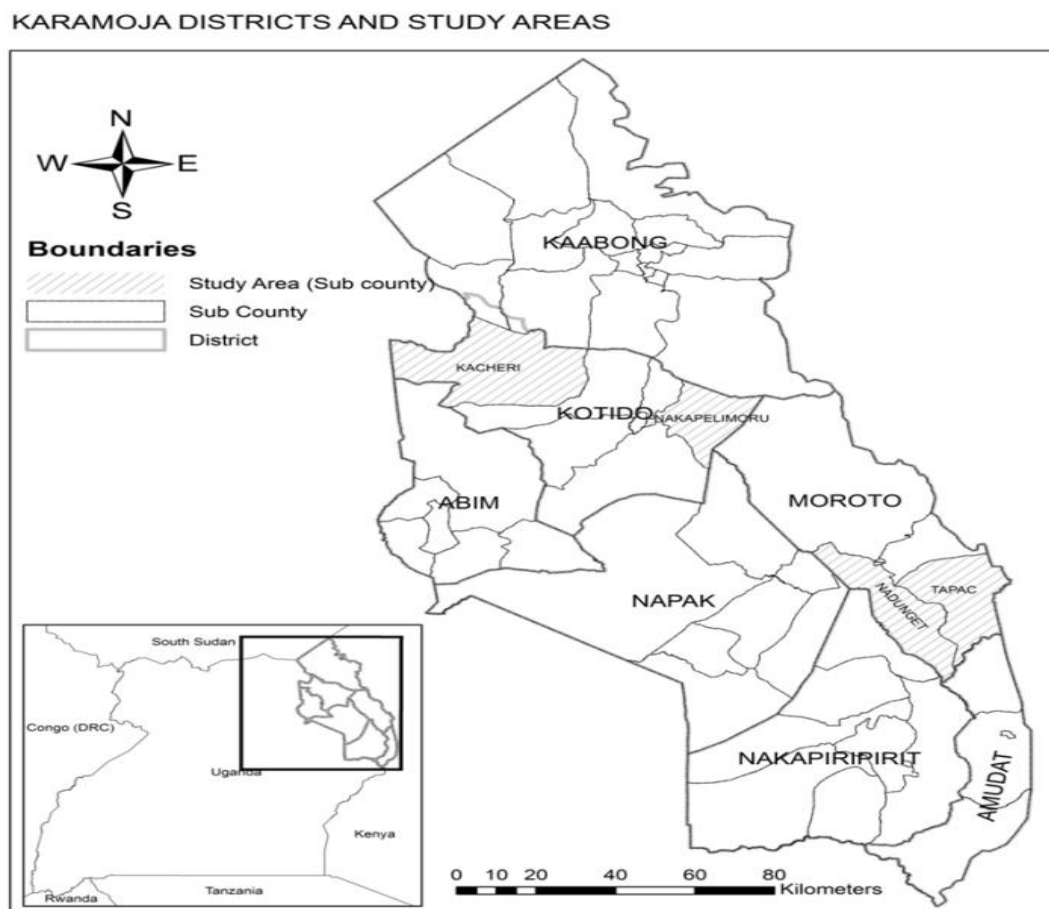 KARAMOJA DISTRICTS AND STUDY AREAS
N
W E
S
Boundaries
Study Area (Sub county)
Sub County
District
KAABONG
KACHERI
KOTIDO
NAKAPELIMORU
ABIM
MOROTO
NAPAK
NADUNGET
TAPAC
NAKAPIRIPIRIT
AMUDAT
South Sudan
Congo (DRC)
Uganda
Kenya
Tanzania
Rwanda
0 5 10 20 40 60 80
Kilometers